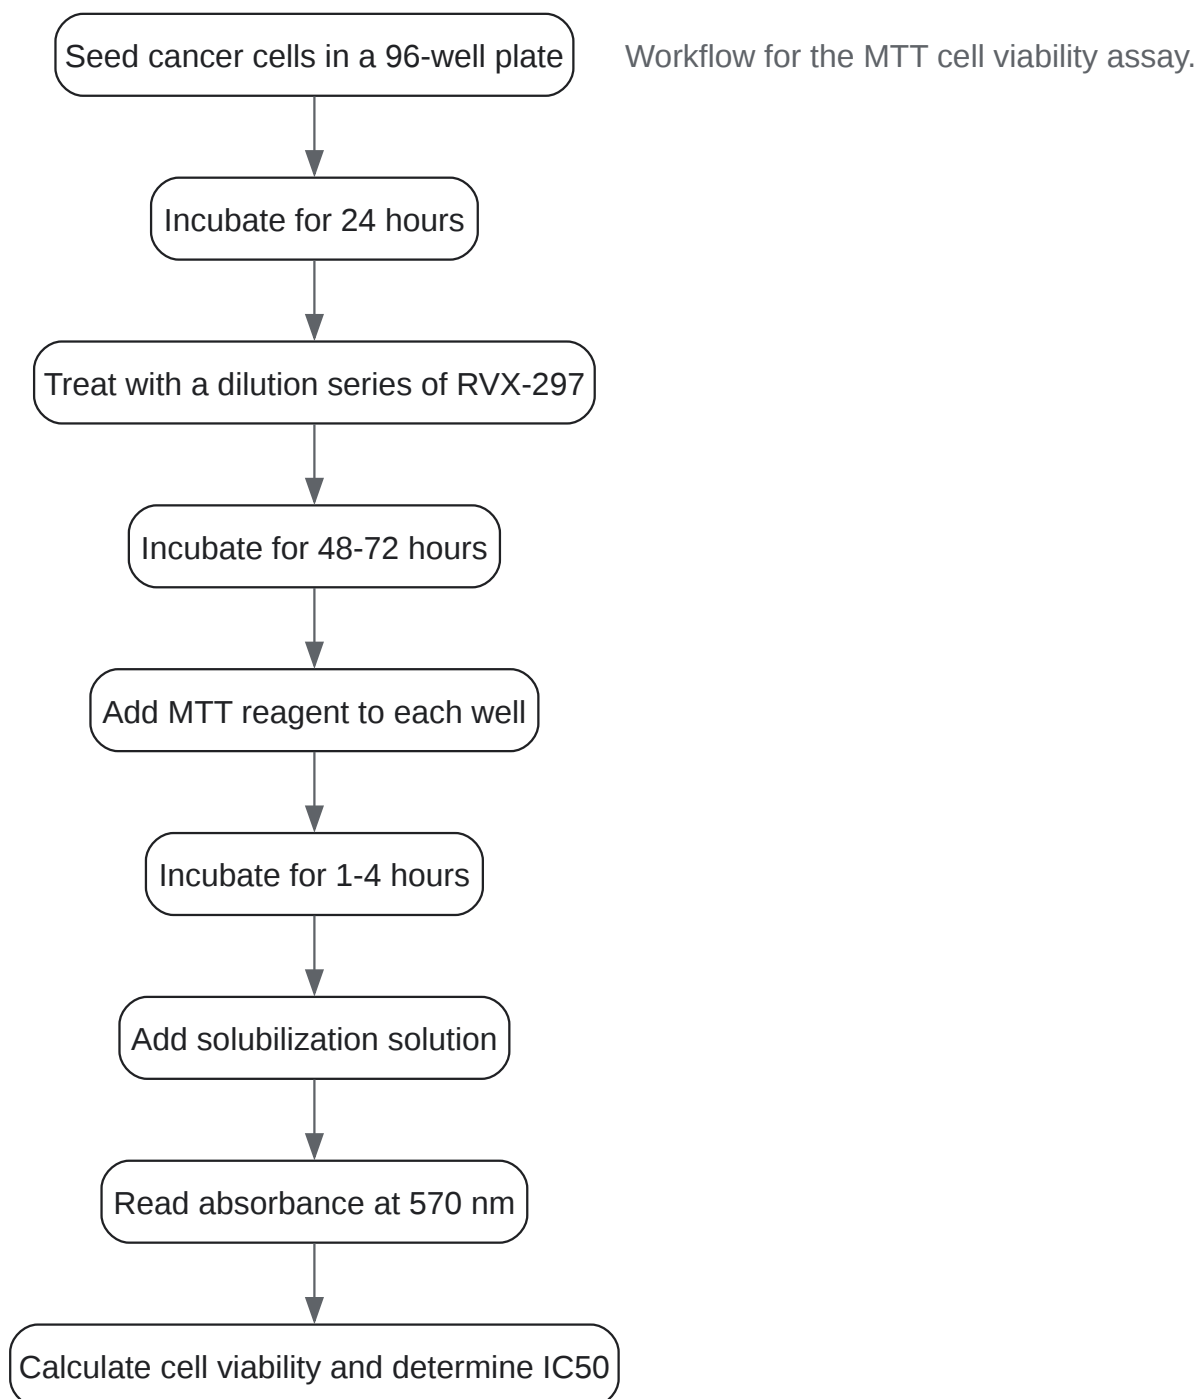 Seed cancer cells in a 96-well plate
Workflow for the MTT cell viability assay.
Incubate for 24 hours
Treat with a dilution series of RVX-297
Incubate for 48-72 hours
Add MTT reagent to each well
Incubate for 1-4 hours
Add solubilization solution
Read absorbance at 570 nm
Calculate cell viability and determine IC50